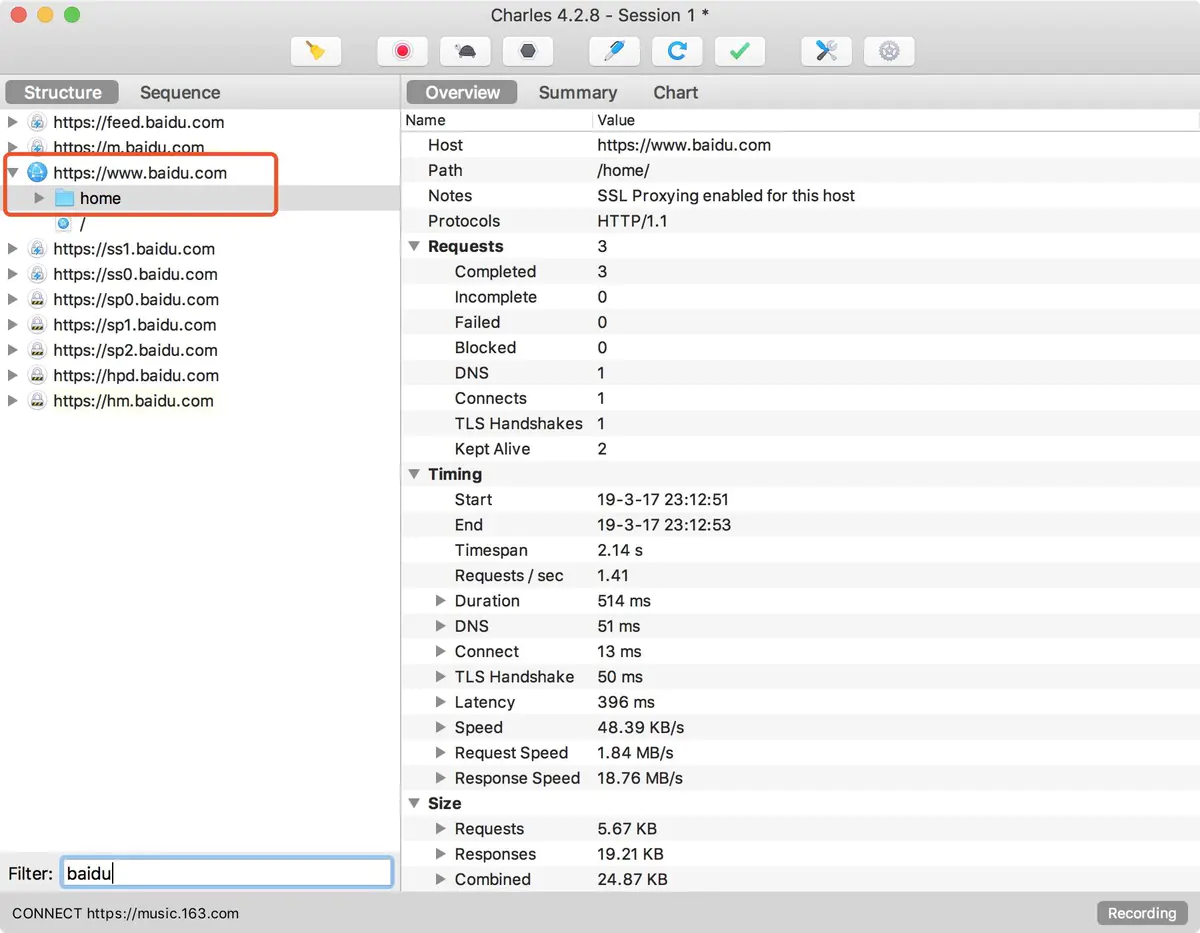 Charles 4.2.8 - Session 1 *
Structure Sequence
https://feed.baidu.com
https://m.baidu.com
https://www.baidu.com
home
/
https://ss1.baidu.com
https://ss0.baidu.com
https://sp0.baidu.com
https://sp1.baidu.com
https://sp2.baidu.com
https://hpd.baidu.com
https://hm.baidu.com
Filter: baidu
Overview Summary Chart
Name Value
Host https://www.baidu.com
Path /home/
Notes SSL Proxying enabled for this host
Protocols HTTP/1.1
Requests 3
Completed 3
Incomplete 0
Failed 0
Blocked 0
DNS 1
Connects 1
TLS Handshakes 1
Kept Alive 2
Timing
Start 19-3-17 23:12:51
End 19-3-17 23:12:53
Timespan 2.14 s
Requests / sec 1.41
Duration 514 ms
DNS 51 ms
Connect 13 ms
TLS Handshake 50 ms
Latency 396 ms
Speed 48.39 KB/s
Request Speed 1.84 MB/s
Response Speed 18.76 MB/s
Size
Requests 5.67 KB
Responses 19.21 KB
Combined 24.87 KB
CONNECT https://music.163.com
Recording